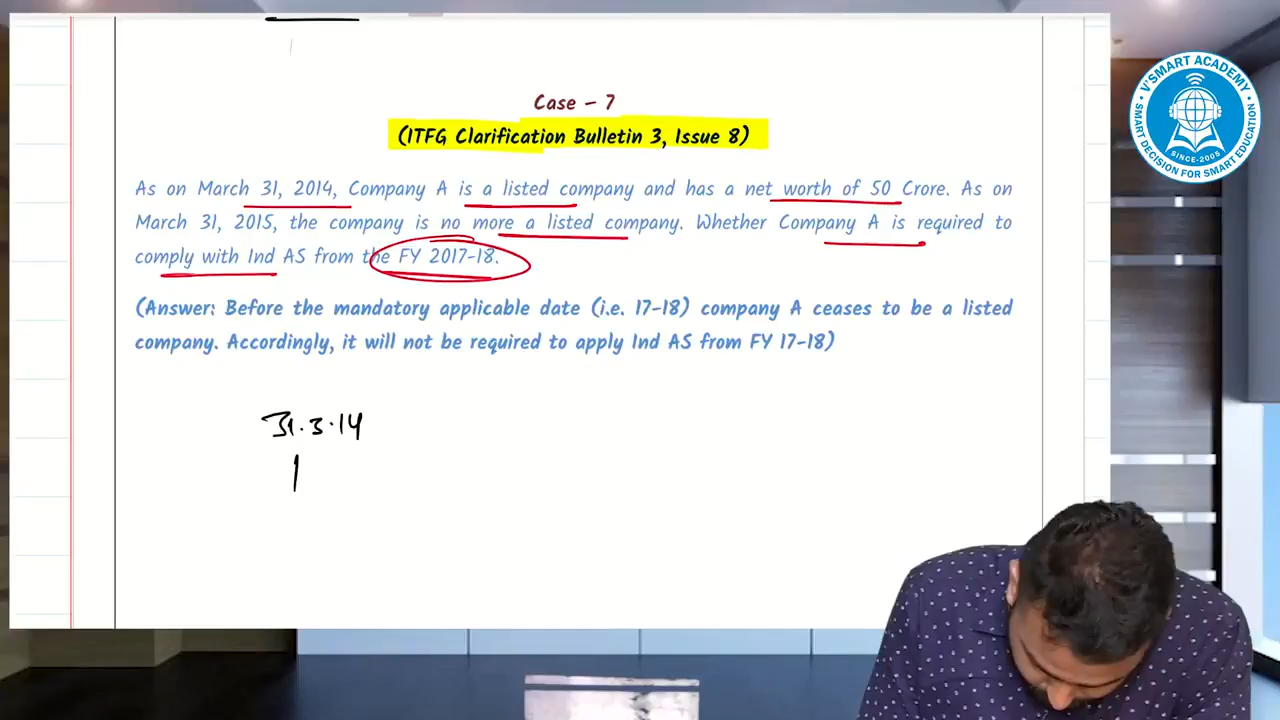 Case – 7
(ITFG Clarification Bulletin 3, Issue 8)
As on March 31, 2014, Company A is a listed company and has a net worth of 50 Crore. As on
March 31, 2015, the company is no more a listed company. Whether Company A is required to
comply with Ind AS from the FY 2017-18.
(Answer: Before the mandatory applicable date (i.e. 17-18) company A ceases to be a listed
company. Accordingly, it will not be required to apply Ind AS from FY 17-18)
31.3.14
V'SMART ACADEMY
SINCE-2005
SMART DECISION FOR SMART EDUCATION